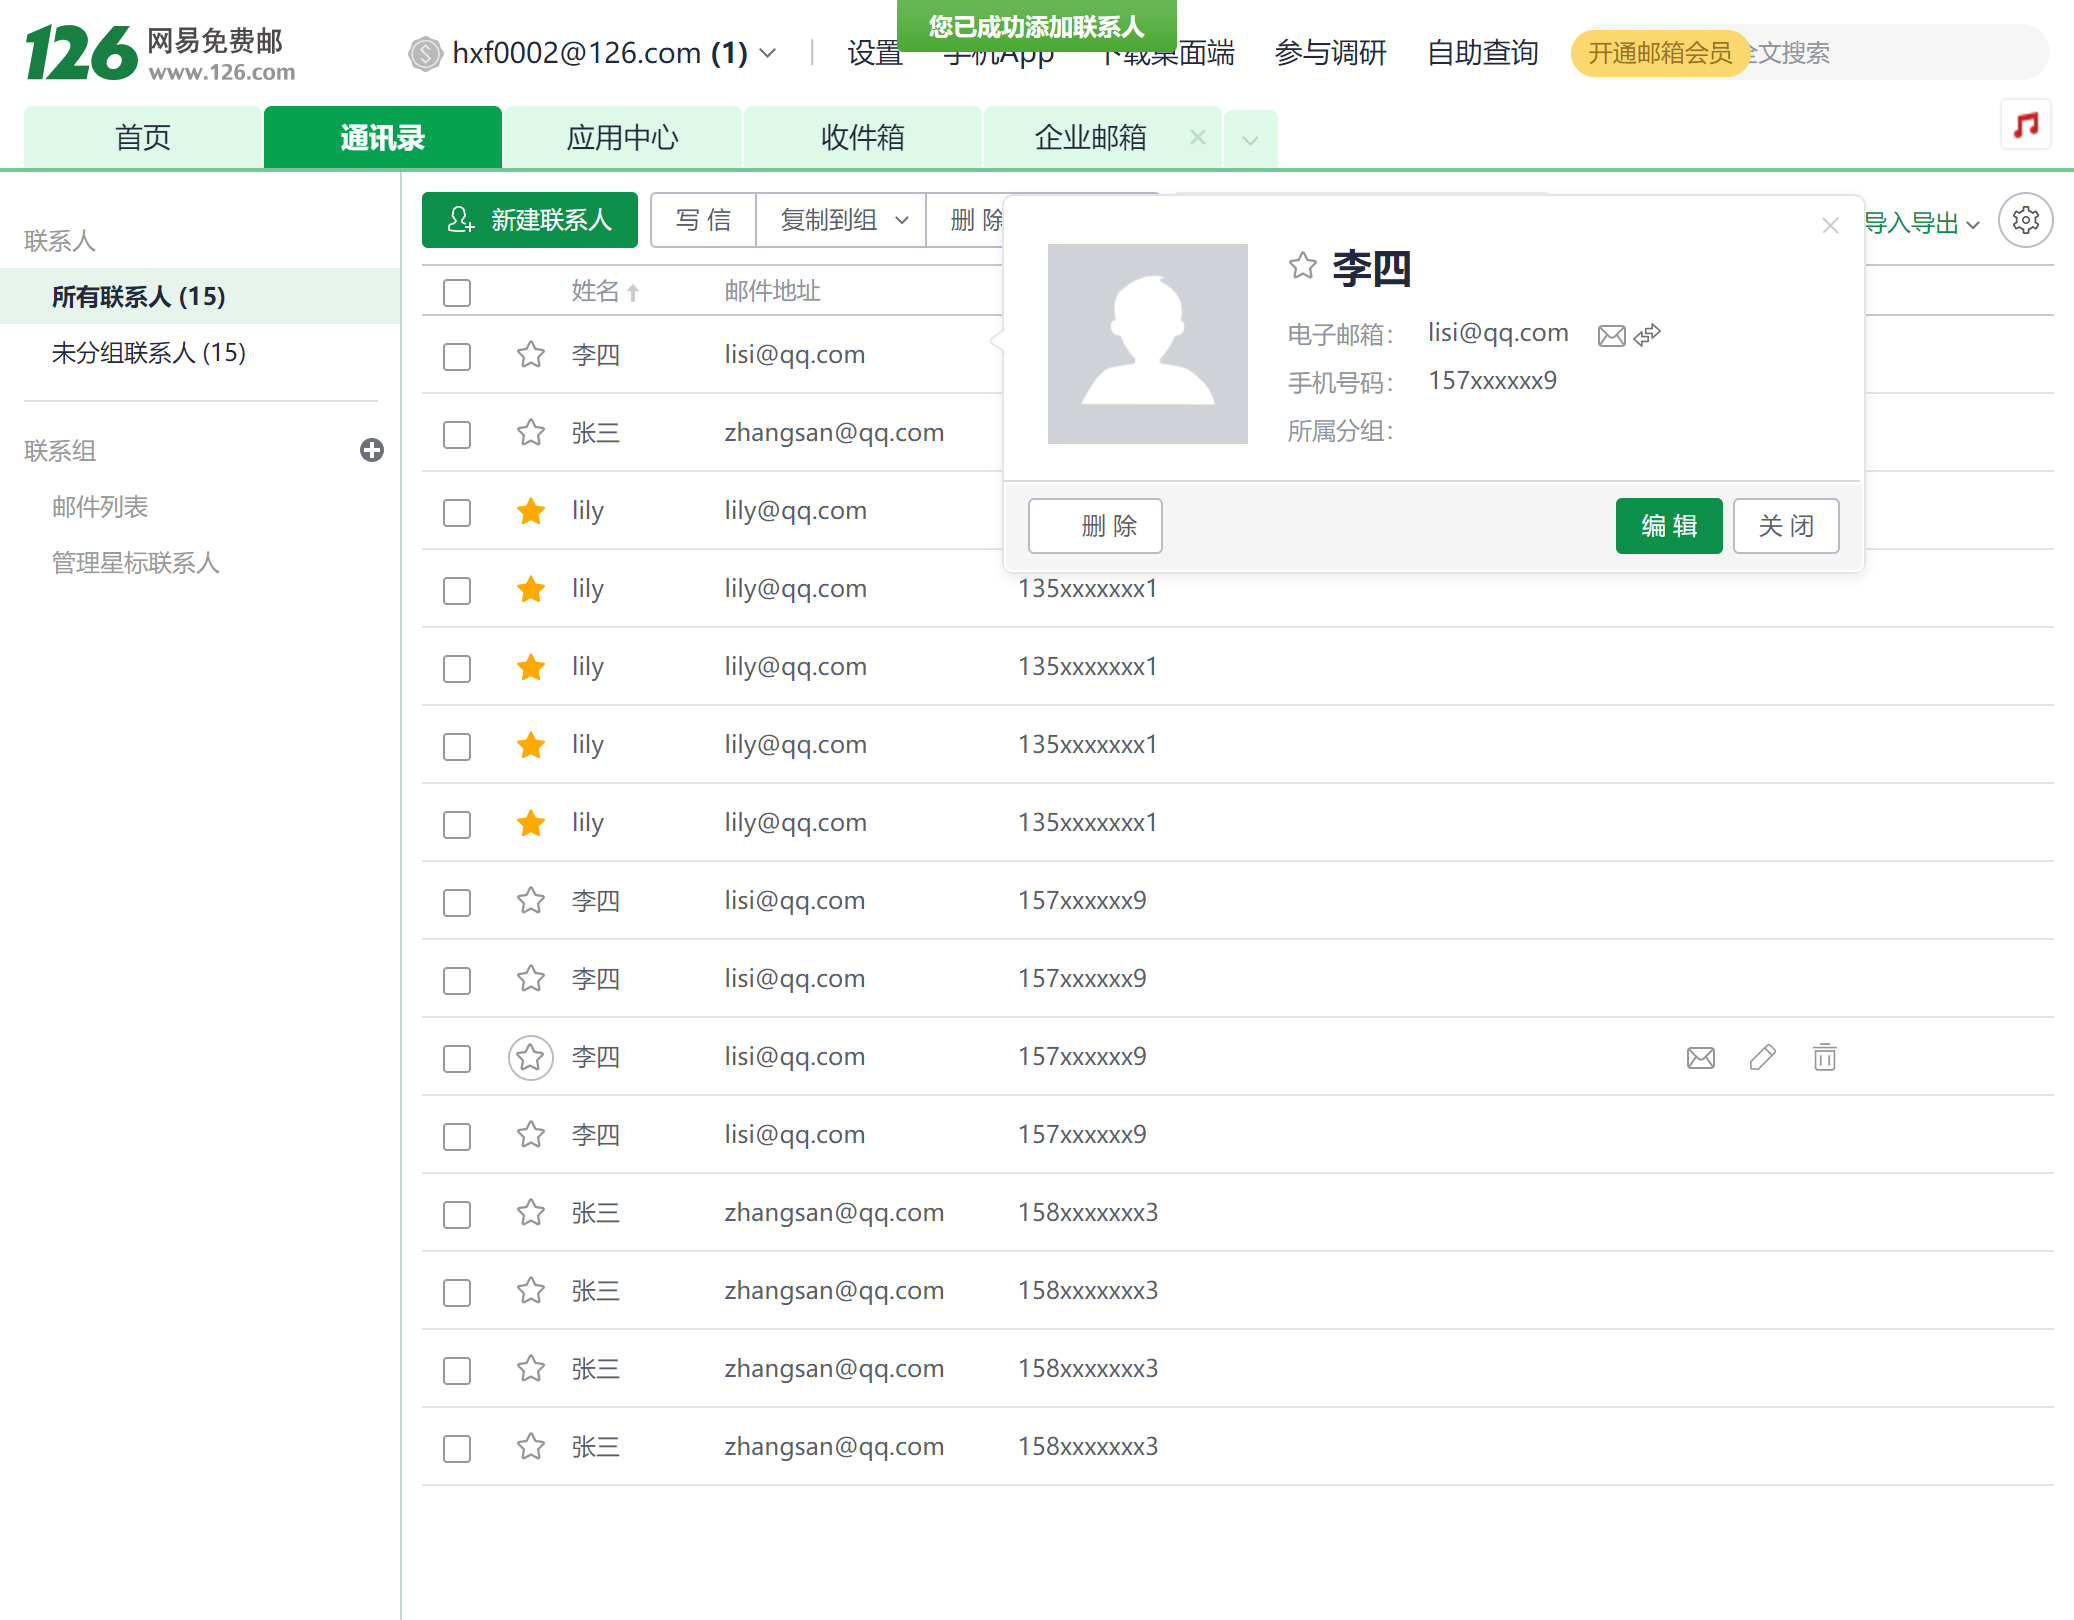 您已成功添加联系人
126 网易免费邮
www.126.com
hxf0002@126.com (1)
设置 手机App 下载桌面端 参与调研 自助查询 开通邮箱会员 全文搜索
首页 通讯录 应用中心 收件箱 企业邮箱
联系人
所有联系人 (15)
未分组联系人 (15)
联系组
邮件列表
管理星标联系人
新建联系人 写 信 复制到组 删 除 导入导出
姓名 邮件地址
李四 lisi@qq.com
张三 zhangsan@qq.com
lily lily@qq.com
李四
电子邮箱: lisi@qq.com
手机号码: 157xxxxxx9
所属分组:
删 除 编 辑 关 闭
lily lily@qq.com 135xxxxxxx1
lily lily@qq.com 135xxxxxxx1
lily lily@qq.com 135xxxxxxx1
lily lily@qq.com 135xxxxxxx1
李四 lisi@qq.com 157xxxxxx9
李四 lisi@qq.com 157xxxxxx9
李四 lisi@qq.com 157xxxxxx9
李四 lisi@qq.com 157xxxxxx9
张三 zhangsan@qq.com 158xxxxxxx3
张三 zhangsan@qq.com 158xxxxxxx3
张三 zhangsan@qq.com 158xxxxxxx3
张三 zhangsan@qq.com 158xxxxxxx3